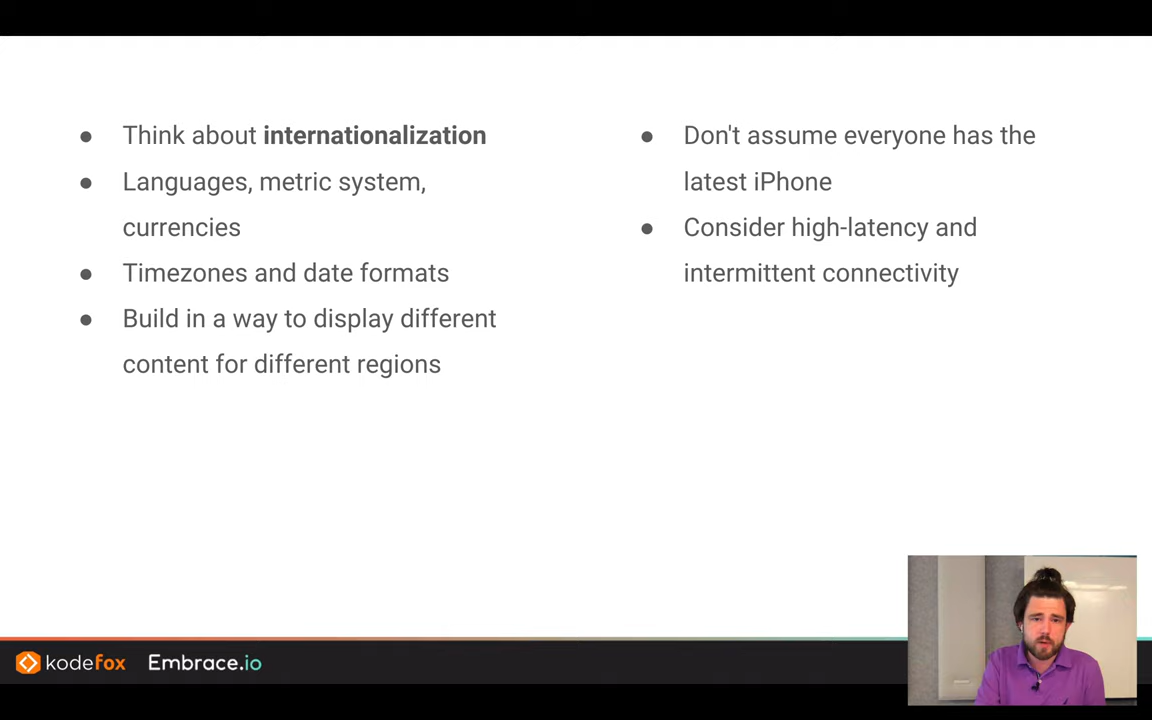 ● Think about internationalization
● Languages, metric system,
currencies
● Timezones and date formats
● Build in a way to display different
content for different regions
● Don't assume everyone has the
latest iPhone
● Consider high-latency and
intermittent connectivity
kodefox Embrace.io